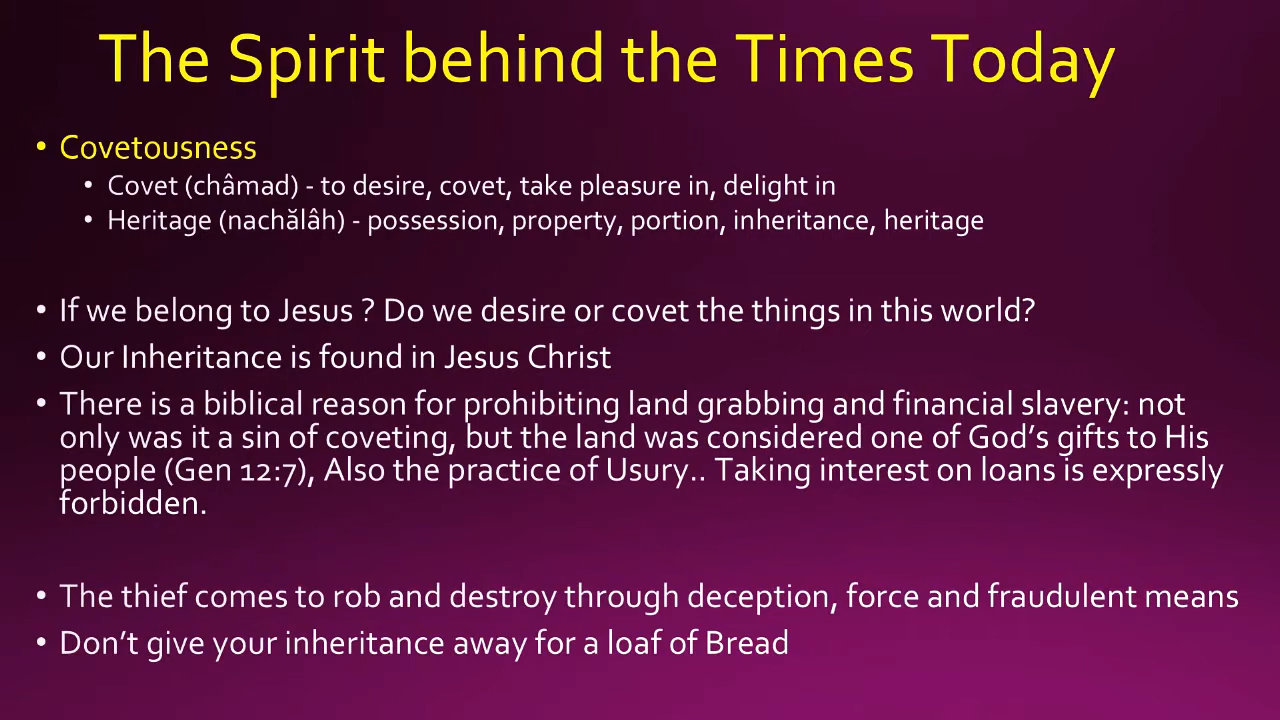 The Spirit behind the Times Today
• Covetousness
• Covet (châmad) - to desire, covet, take pleasure in, delight in
• Heritage (nachălâh) - possession, property, portion, inheritance, heritage
• If we belong to Jesus ? Do we desire or covet the things in this world?
• Our Inheritance is found in Jesus Christ
• There is a biblical reason for prohibiting land grabbing and financial slavery: not
only was it a sin of coveting, but the land was considered one of God’s gifts to His
people (Gen 12:7), Also the practice of Usury.. Taking interest on loans is expressly
forbidden.
• The thief comes to rob and destroy through deception, force and fraudulent means
• Don’t give your inheritance away for a loaf of Bread